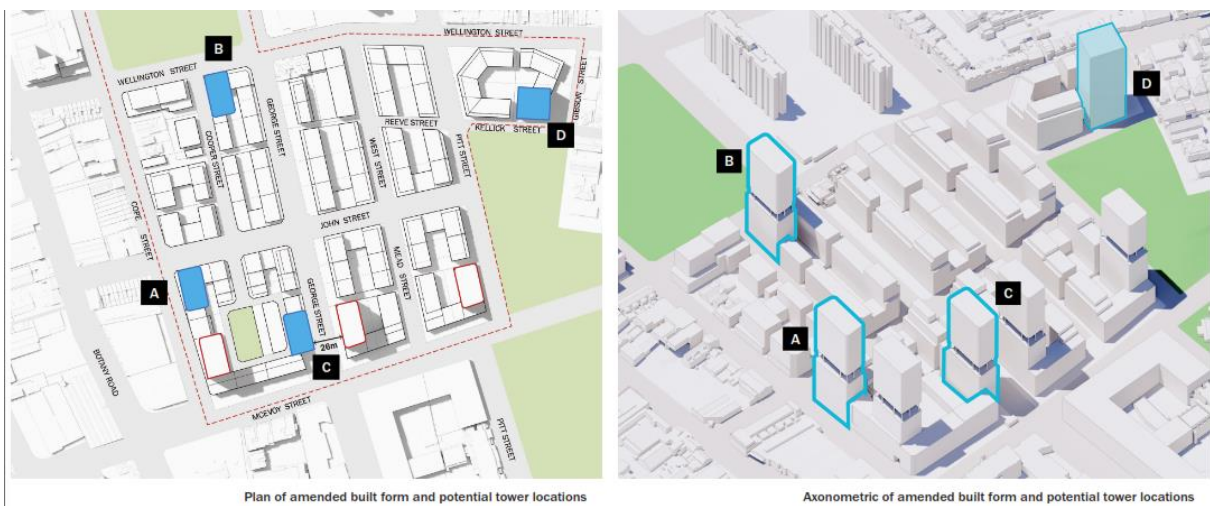 WELLINGTON STREET
B
WELLINGTON STREET
GEORGE STREET
COOPER STREET
WEST STREET
REEVE STREET
PITT STREET
KELLICK STREET
GIBSON STREET
D
COPE STREET
JOHN STREET
A
GEORGE STREET
MEAD STREET
26m
C
BOTANY ROAD
MCEVOY STREET
PITT STREET
Plan of amended built form and potential tower locations
D
B
C
A
Axonometric of amended built form and potential tower locations